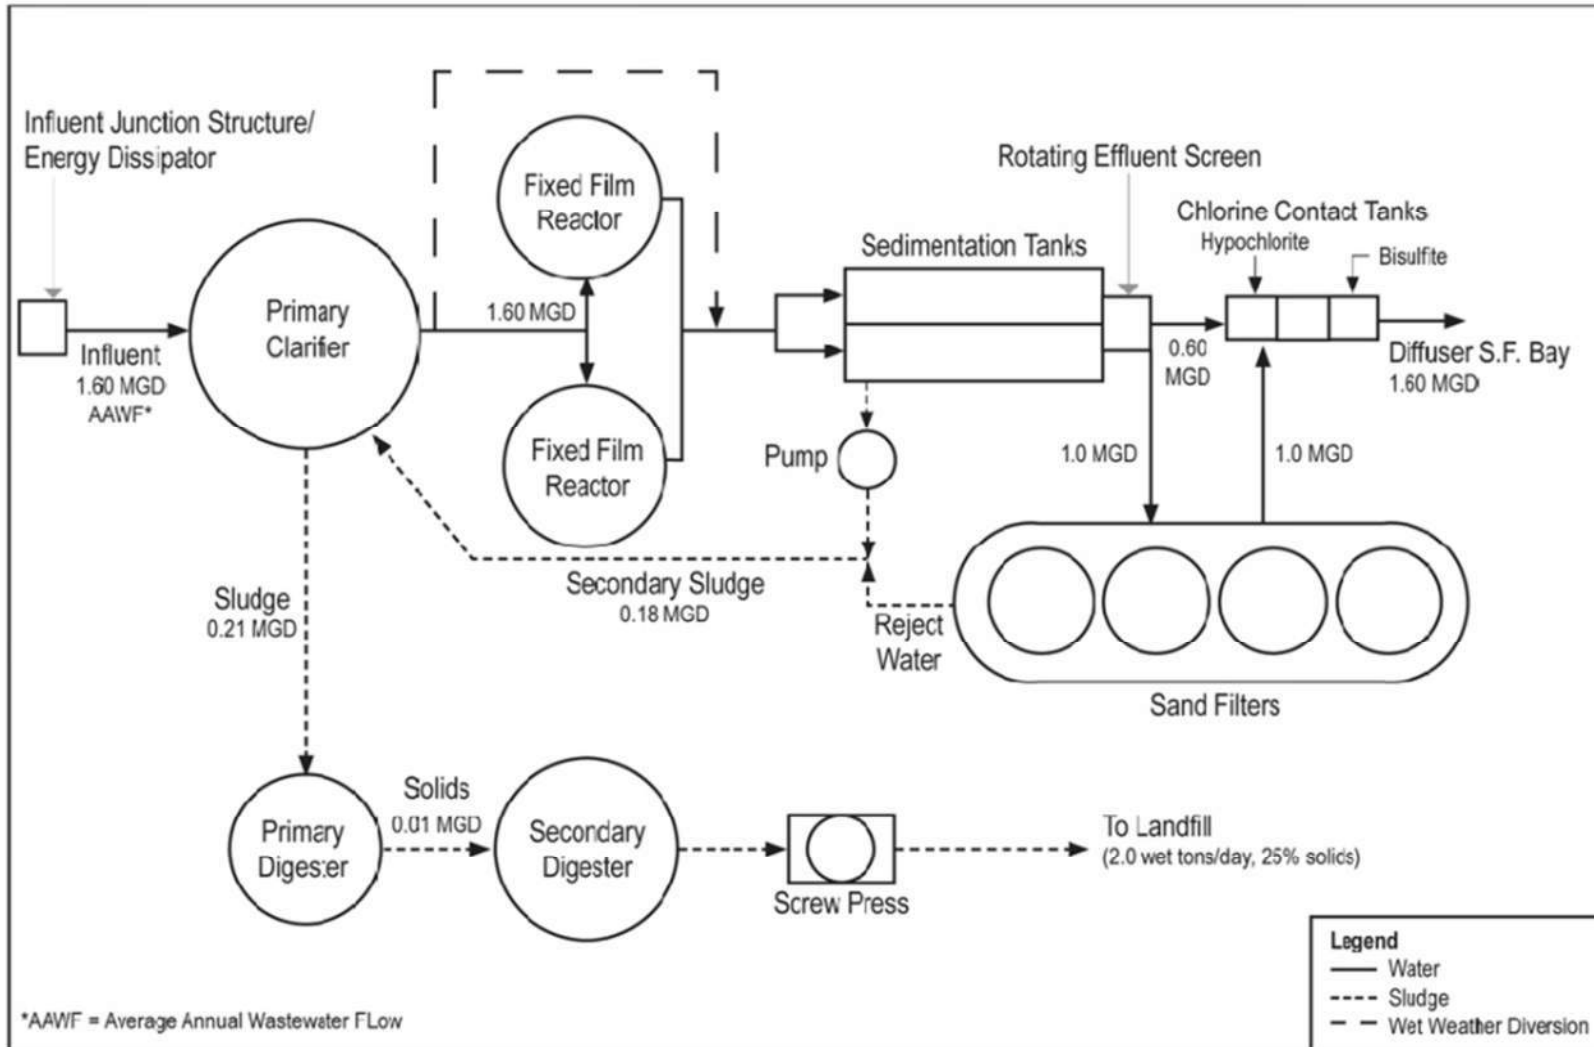 Influent Junction Structure/
Energy Dissipator
Influent
1.60 MGD
AAWF*
Primary
Clarifier
1.60 MGD
Fixed Film
Reactor
Fixed Film
Reactor
Sedimentation Tanks
Rotating Effluent Screen
Chlorine Contact Tanks
Hypochlorite
Bisulfite
0.60
MGD
Diffuser S.F. Bay
1.60 MGD
Pump
1.0 MGD
1.0 MGD
Secondary Sludge
0.18 MGD
Reject
Water
Sand Filters
Sludge
0.21 MGD
Primary
Digester
Solids
0.01 MGD
Secondary
Digester
Screw Press
To Landfill
(2.0 wet tons/day, 25% solids)
Legend
Water
Sludge
Wet Weather Diversion
*AAWF = Average Annual Wastewater FLow